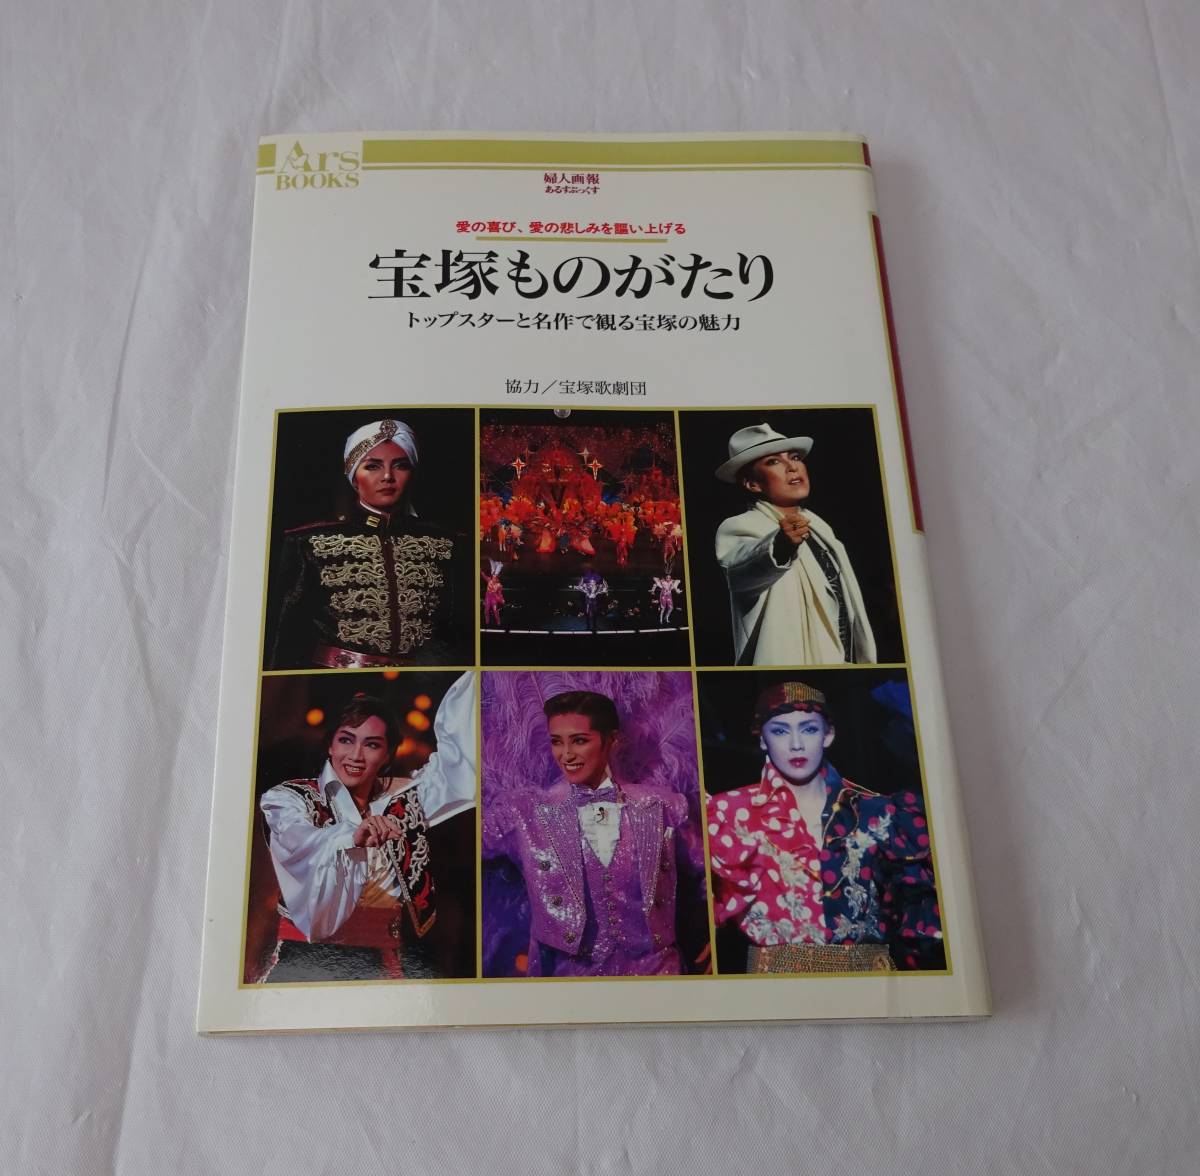 Ars
BOOKS
婦人画報
あるすぶっくす
愛の喜び、愛の悲しみを謳い上げる
宝塚ものがたり
トップスターと名作で観る宝塚の魅力
協力／宝塚歌劇団